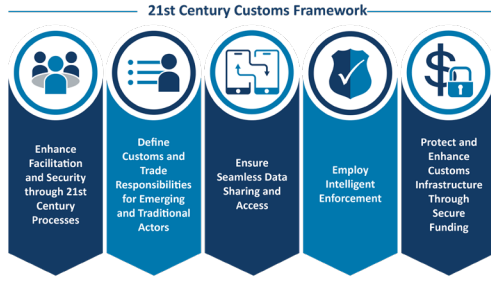 21st Century Customs Framework
Enhance
Facilitation
and Security
through 21st
Century
Processes
Define
Customs and
Trade
Responsibilities
for Emerging
and Traditional
Actors
Ensure
Seamless Data
Sharing and
Access
Employ
Intelligent
Enforcement
Protect and
Enhance
Customs
Infrastructure
Through
Secure
Funding